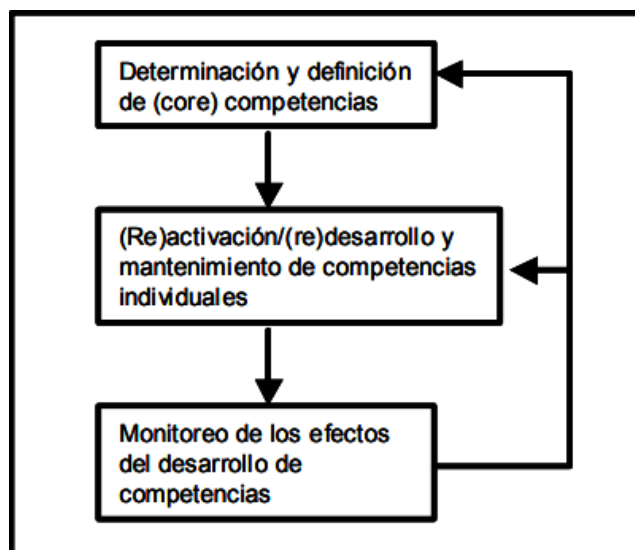 Determinación y definición
de (core) competencias
(Re)activación/(re)desarrollo y
mantenimiento de competencias
individuales
Monitoreo de los efectos
del desarrollo de
competencias